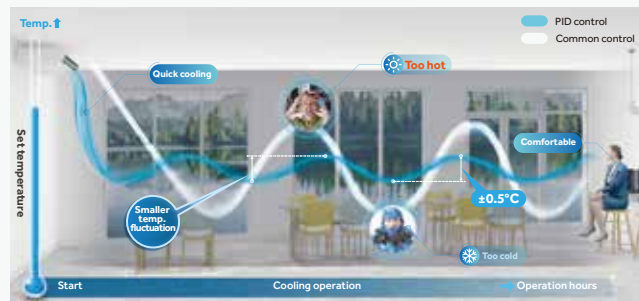 Temp.
PID control
Common control
Quick cooling
Too hot
Set temperature
Comfortable
Smaller
temp.
fluctuation
±0.5°C
Too cold
Start
Cooling operation
Operation hours